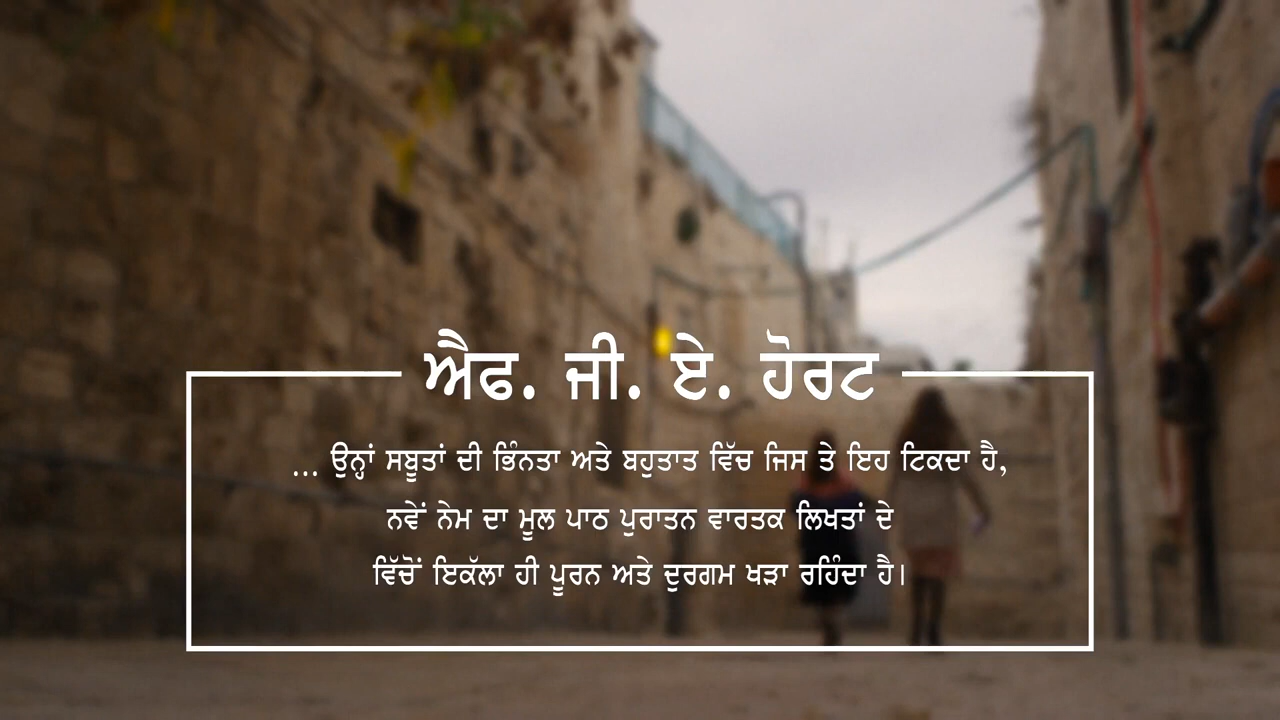 ਐਫ. ਜੀ. ਏ. ਹੋਰਟ
... ਉਨ੍ਹਾਂ ਸਬੂਤਾਂ ਦੀ ਭਿੰਨਤਾ ਅਤੇ ਬਹੁਤਾਤ ਵਿੱਚ ਜਿਸ ਤੇ ਇਹ ਟਿਕਦਾ ਹੈ,
ਨਵੇਂ ਨੇਮ ਦਾ ਮੂਲ ਪਾਠ ਪੁਰਾਤਨ ਵਾਰਤਕ ਲਿਖਤਾਂ ਦੇ
ਵਿੱਚੋਂ ਇਕੱਲਾ ਹੀ ਪੂਰਨ ਅਤੇ ਦੁਰਗਮ ਖੜਾ ਰਹਿੰਦਾ ਹੈ।